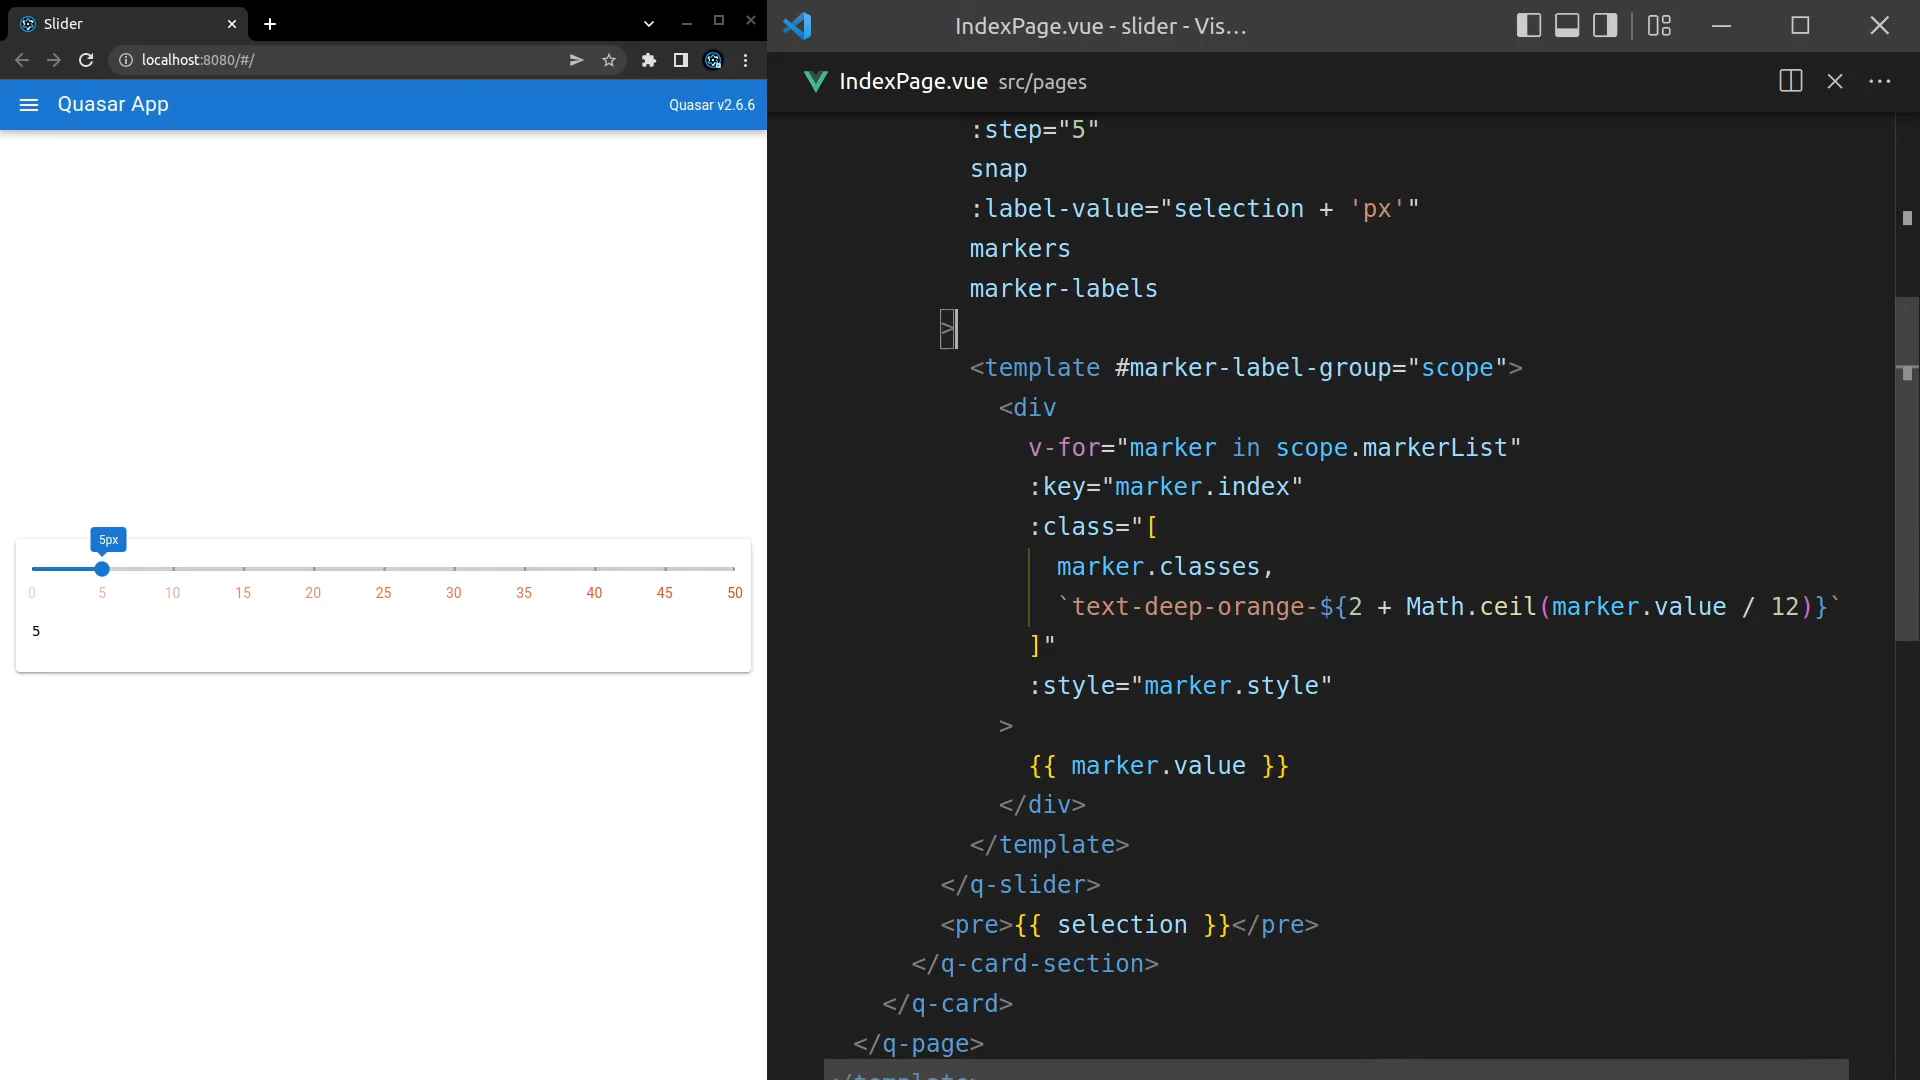 Slider
localhost:8080/#/
Quasar App
Quasar v2.6.6
5px
0 5 10 15 20 25 30 35 40 45 50
5
IndexPage.vue - slider - Vis...
IndexPage.vue src/pages
:step="5"
snap
:label-value="selection + 'px'"
markers
marker-labels
>
<template #marker-label-group="scope">
<div
v-for="marker in scope.markerList"
:key="marker.index"
:class="[
marker.classes,
`text-deep-orange-${2 + Math.ceil(marker.value / 12)}`
]"
:style="marker.style"
>
{{ marker.value }}
</div>
</template>
</q-slider>
<pre>{{ selection }}</pre>
</q-card-section>
</q-card>
</q-page>
</template>